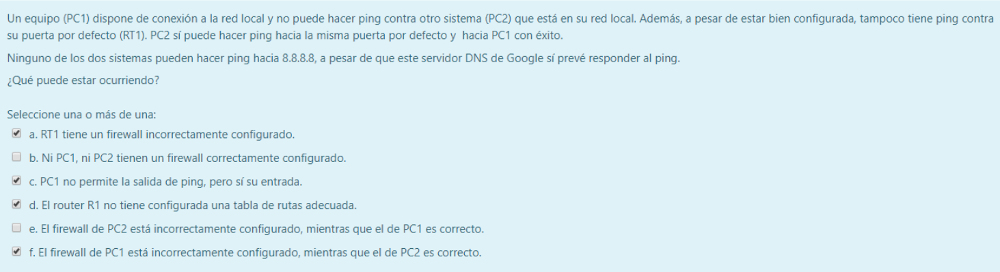 Un equipo (PC1) dispone de conexión a la red local y no puede hacer ping contra otro sistema (PC2) que está en su red local. Además, a pesar de estar bien configurada, tampoco tiene ping contra
su puerta por defecto (RT1). PC2 sí puede hacer ping hacia la misma puerta por defecto y hacia PC1 con éxito.
Ninguno de los dos sistemas pueden hacer ping hacia 8.8.8.8, a pesar de que este servidor DNS de Google sí prevé responder al ping.
¿Qué puede estar ocurriendo?
Seleccione una o más de una:
a. RT1 tiene un firewall incorrectamente configurado.
b. Ni PC1, ni PC2 tienen un firewall correctamente configurado.
c. PC1 no permite la salida de ping, pero sí su entrada.
d. El router R1 no tiene configurada una tabla de rutas adecuada.
e. El firewall de PC2 está incorrectamente configurado, mientras que el de PC1 es correcto.
f. El firewall de PC1 está incorrectamente configurado, mientras que el de PC2 es correcto.